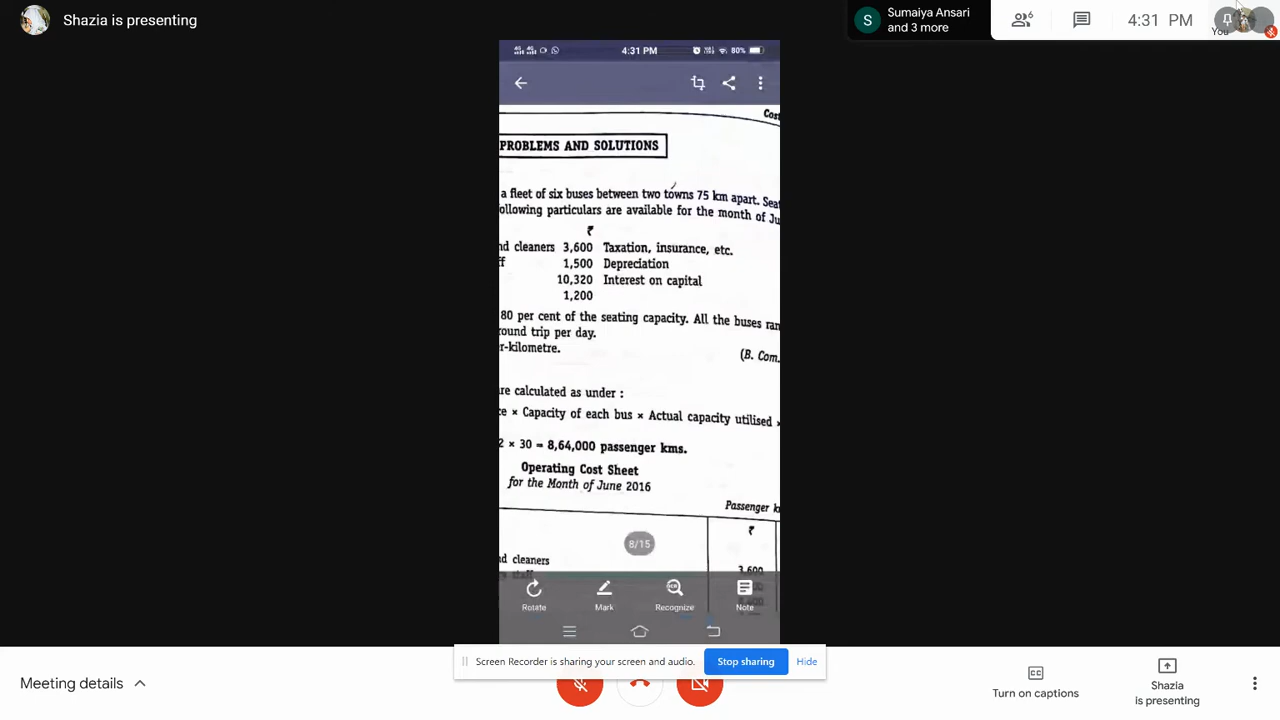 Shazia is presenting
S
Sumaiya Ansari
and 3 more
6
4:31 PM
You
4:31 PM
80%
Cost
PROBLEMS AND SOLUTIONS
a fleet of six buses between two towns 75 km apart. Seat
ollowing particulars are available for the month of Ju
₹
nd cleaners 3,600 Taxation, insurance, etc.
ff 1,500 Depreciation
10,320 Interest on capital
1,200
80 per cent of the seating capacity. All the buses ran
ound trip per day.
r-kilometre.
(B. Com.
re calculated as under :
ce × Capacity of each bus × Actual capacity utilised ×
2 × 30 = 8,64,000 passenger kms.
Operating Cost Sheet
for the Month of June 2016
Passenger k
₹
8/15
nd cleaners
3,600
Rotate
Mark
Recognize
Note
Screen Recorder is sharing your screen and audio.
Stop sharing
Hide
Meeting details
Turn on captions
Shazia
is presenting